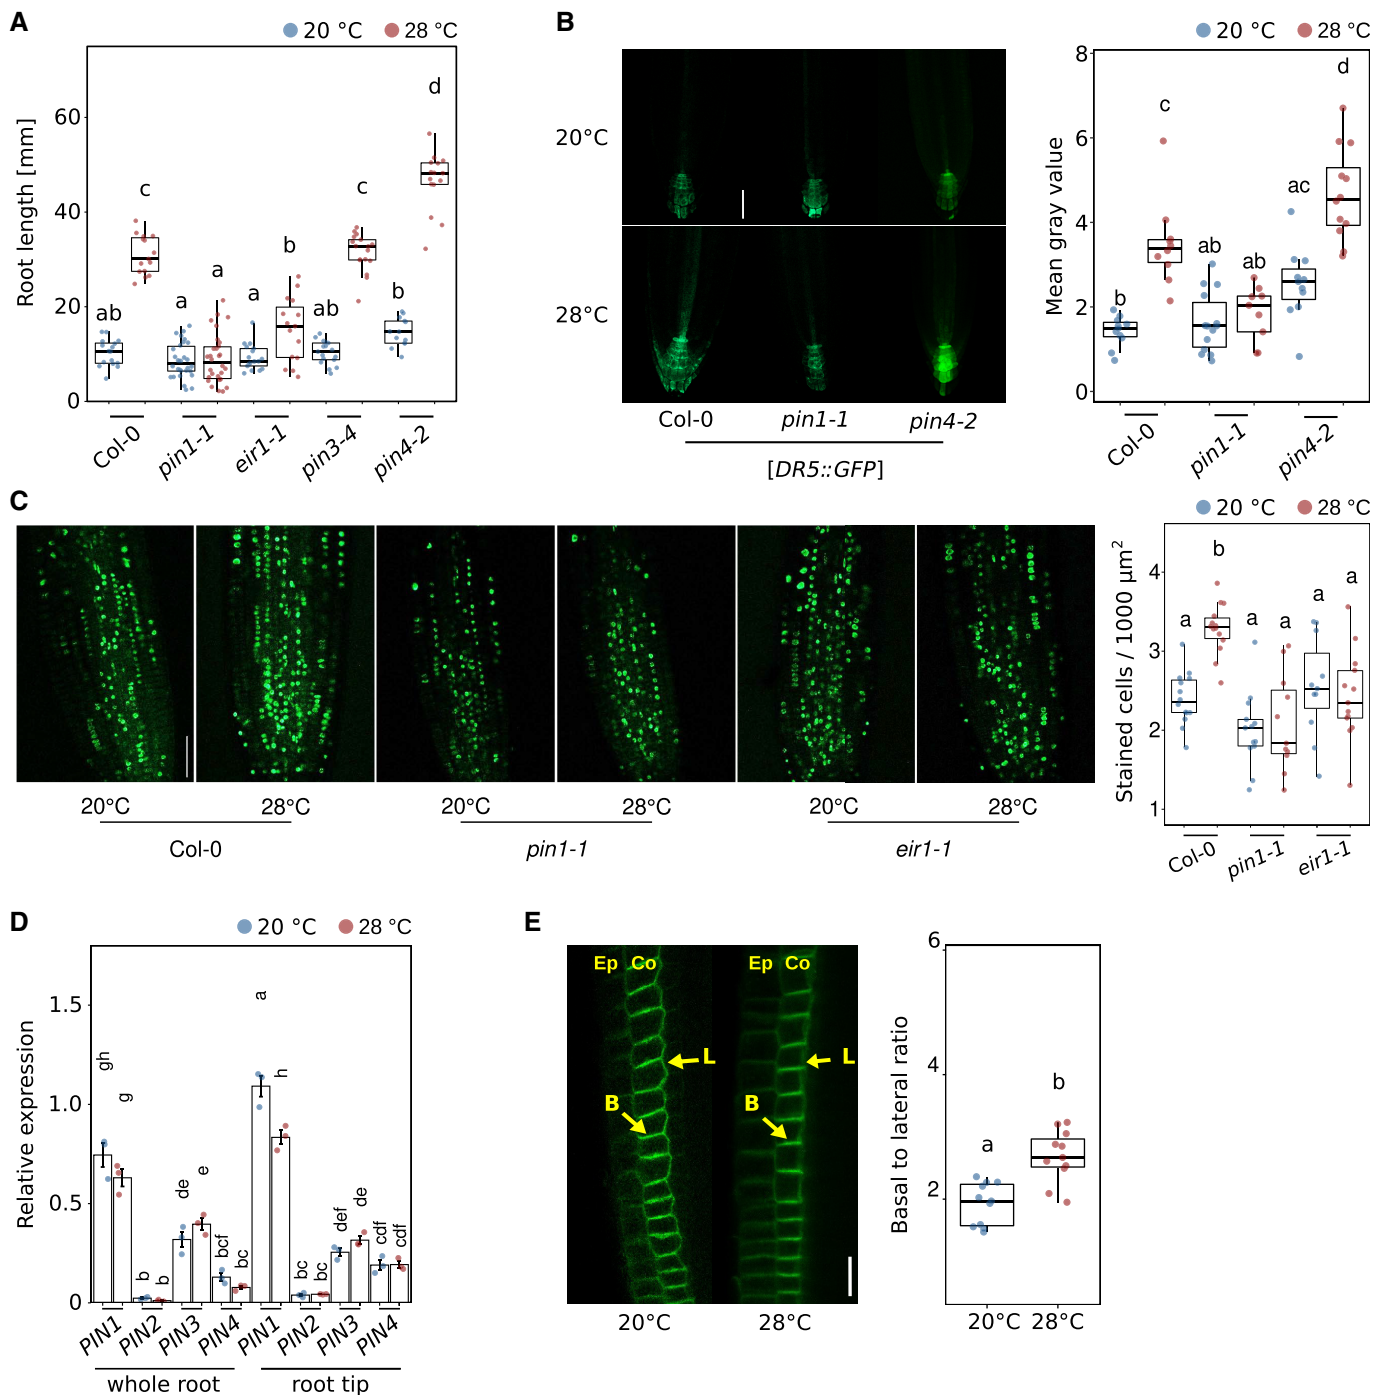 A
20 °C 28 °C
Root length [mm]
60
40
20
0
ab c a a a b ab c b d
Col-0 pin1-1 eir1-1 pin3-4 pin4-2
B
20°C
28°C
Col-0 pin1-1 pin4-2
[DR5::GFP]
20 °C 28 °C
Mean gray value
8
6
4
2
0
b c ab ab ac d
Col-0 pin1-1 pin4-2
C
20°C 28°C 20°C 28°C 20°C 28°C
Col-0 pin1-1 eir1-1
20 °C 28 °C
Stained cells / 1000 µm²
4
3
2
1
a b a a a a
Col-0 pin1-1 eir1-1
D
20 °C 28 °C
Relative expression
1.5
1.0
0.5
0
gh g b b de e bcf bc a h bc bc def de cdf cdf
PIN1 PIN2 PIN3 PIN4 PIN1 PIN2 PIN3 PIN4
whole root root tip
E
Ep Co Ep Co
L L
B B
20°C 28°C
Basal to lateral ratio
6
4
2
a b
20°C 28°C